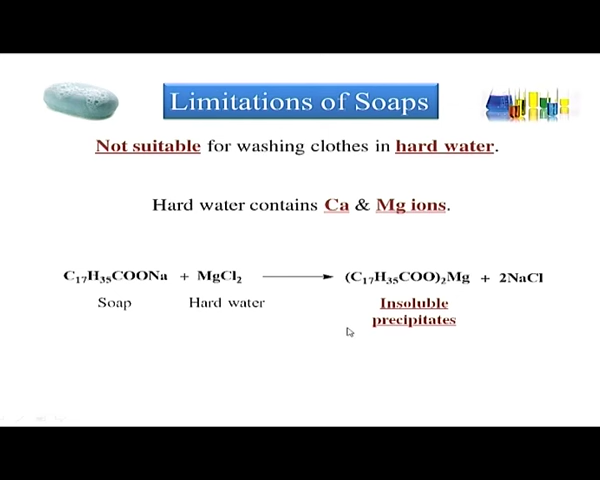 Limitations of Soaps
Not suitable for washing clothes in hard water.
Hard water contains Ca & Mg ions.
C₁₇H₃₅COONa + MgCl₂ ⟶ (C₁₇H₃₅COO)₂Mg + 2NaCl
Soap Hard water Insoluble
precipitates